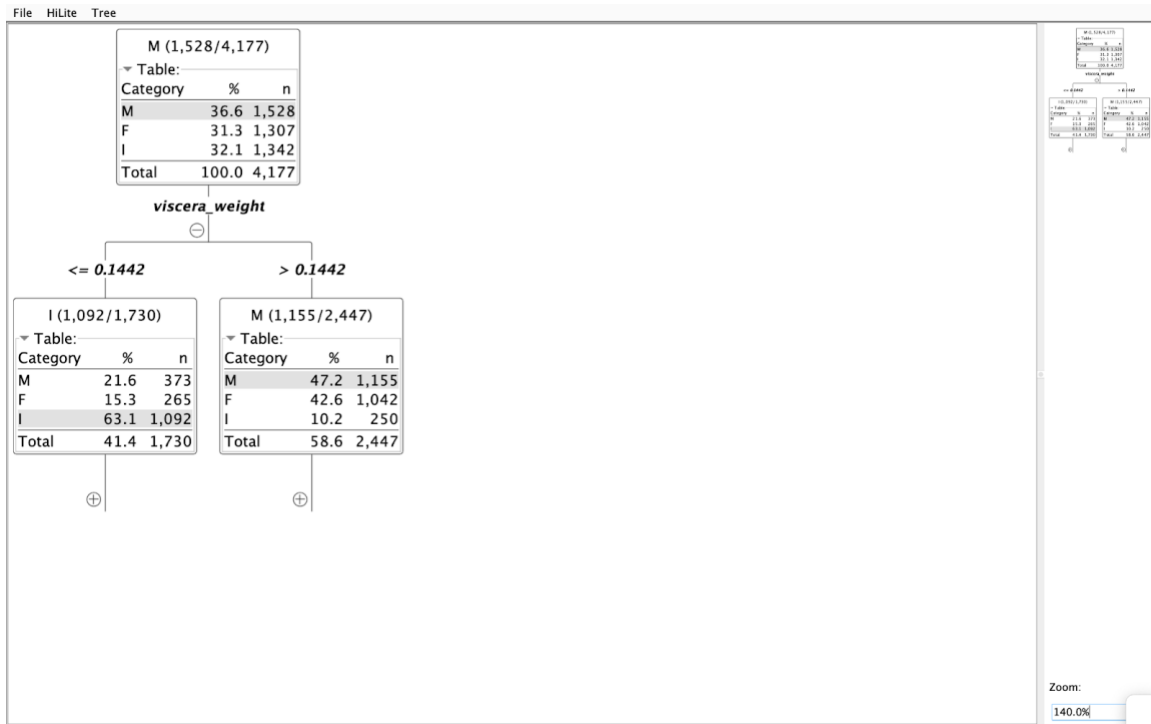 File HiLite Tree
M (1,528/4,177)
Table:
Category % n
M 36.6 1,528
F 31.3 1,307
I 32.1 1,342
Total 100.0 4,177
viscera_weight
<= 0.1442 > 0.1442
I (1,092/1,730)
Table:
Category % n
M 21.6 373
F 15.3 265
I 63.1 1,092
Total 41.4 1,730
M (1,155/2,447)
Table:
Category % n
M 47.2 1,155
F 42.6 1,042
I 10.2 250
Total 58.6 2,447
Zoom:
140.0%